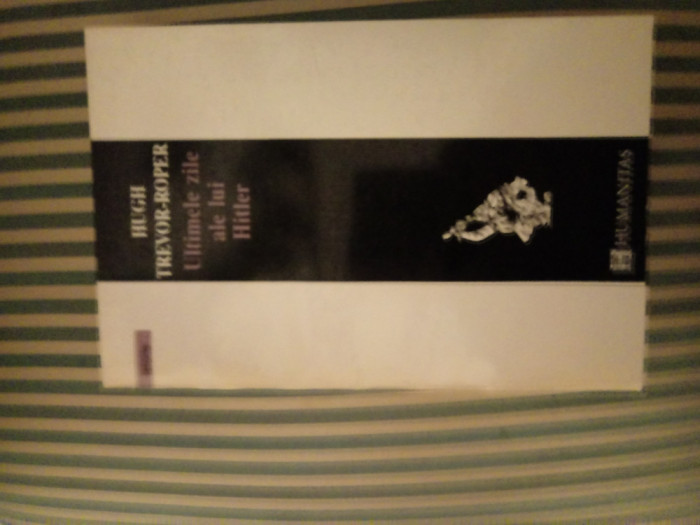 HUGH
TREVOR-ROPER
Ultimele zile
ale lui
Hitler
HUMANITAS